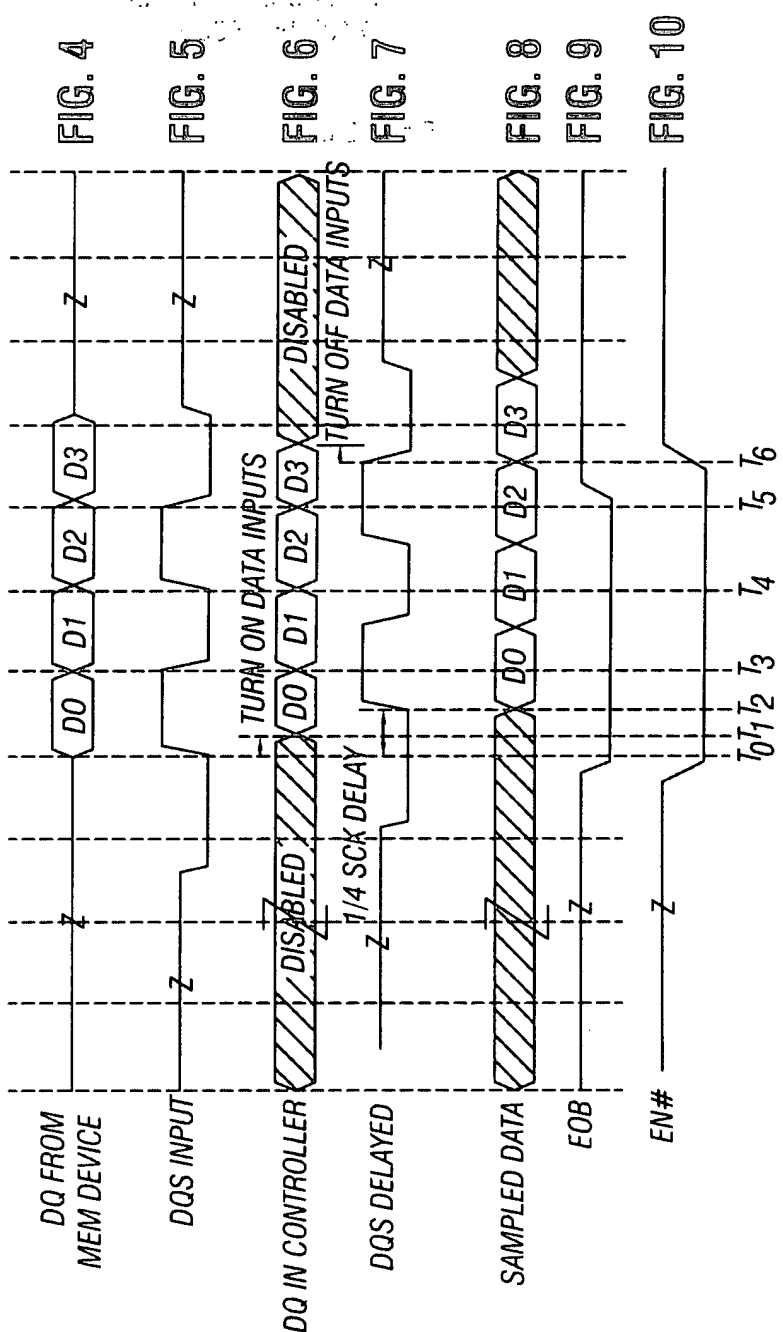 DQ FROM
MEM DEVICE
Z
D0 D1 D2 D3
Z
FIG. 4
DQS INPUT
Z
Z
FIG. 5
TURN ON DATA INPUTS
DQ IN CONTROLLER
DISABLED
D0 D1 D2 D3
DISABLED
FIG. 6
1/4 SCK DELAY
TURN OFF DATA INPUTS
DQS DELAYED
Z
Z
FIG. 7
SAMPLED DATA
D0 D1 D2 D3
FIG. 8
EOB
Z
FIG. 9
EN#
Z
FIG. 10
T0 T1 T2 T3 T4 T5 T6